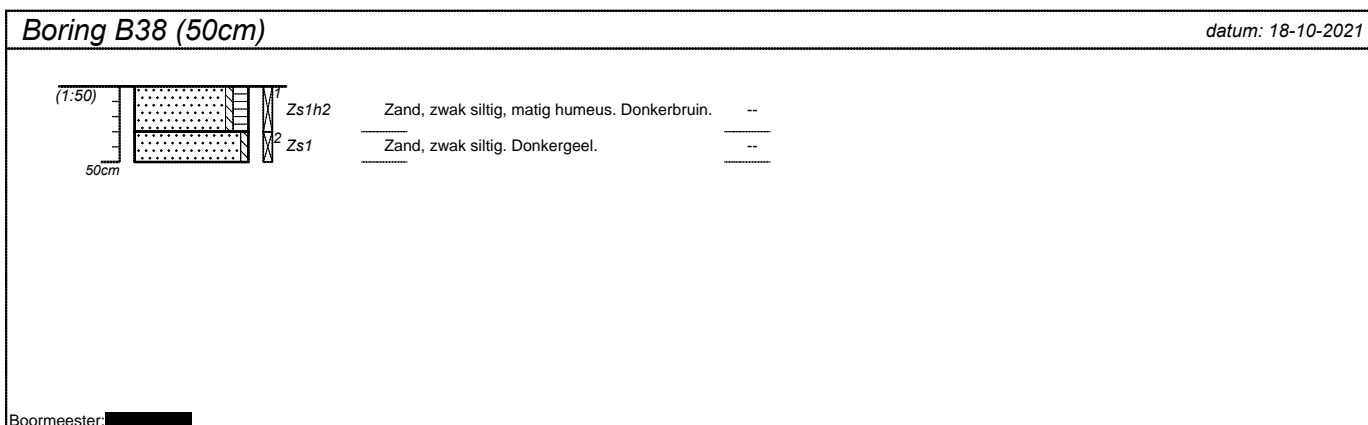 Boring B38 (50cm) datum: 18-10-2021
(1:50)
1 Zs1h2 Zand, zwak siltig, matig humeus. Donkerbruin. --
2 Zs1 Zand, zwak siltig. Donkergeel. --
50cm
Boormeester: